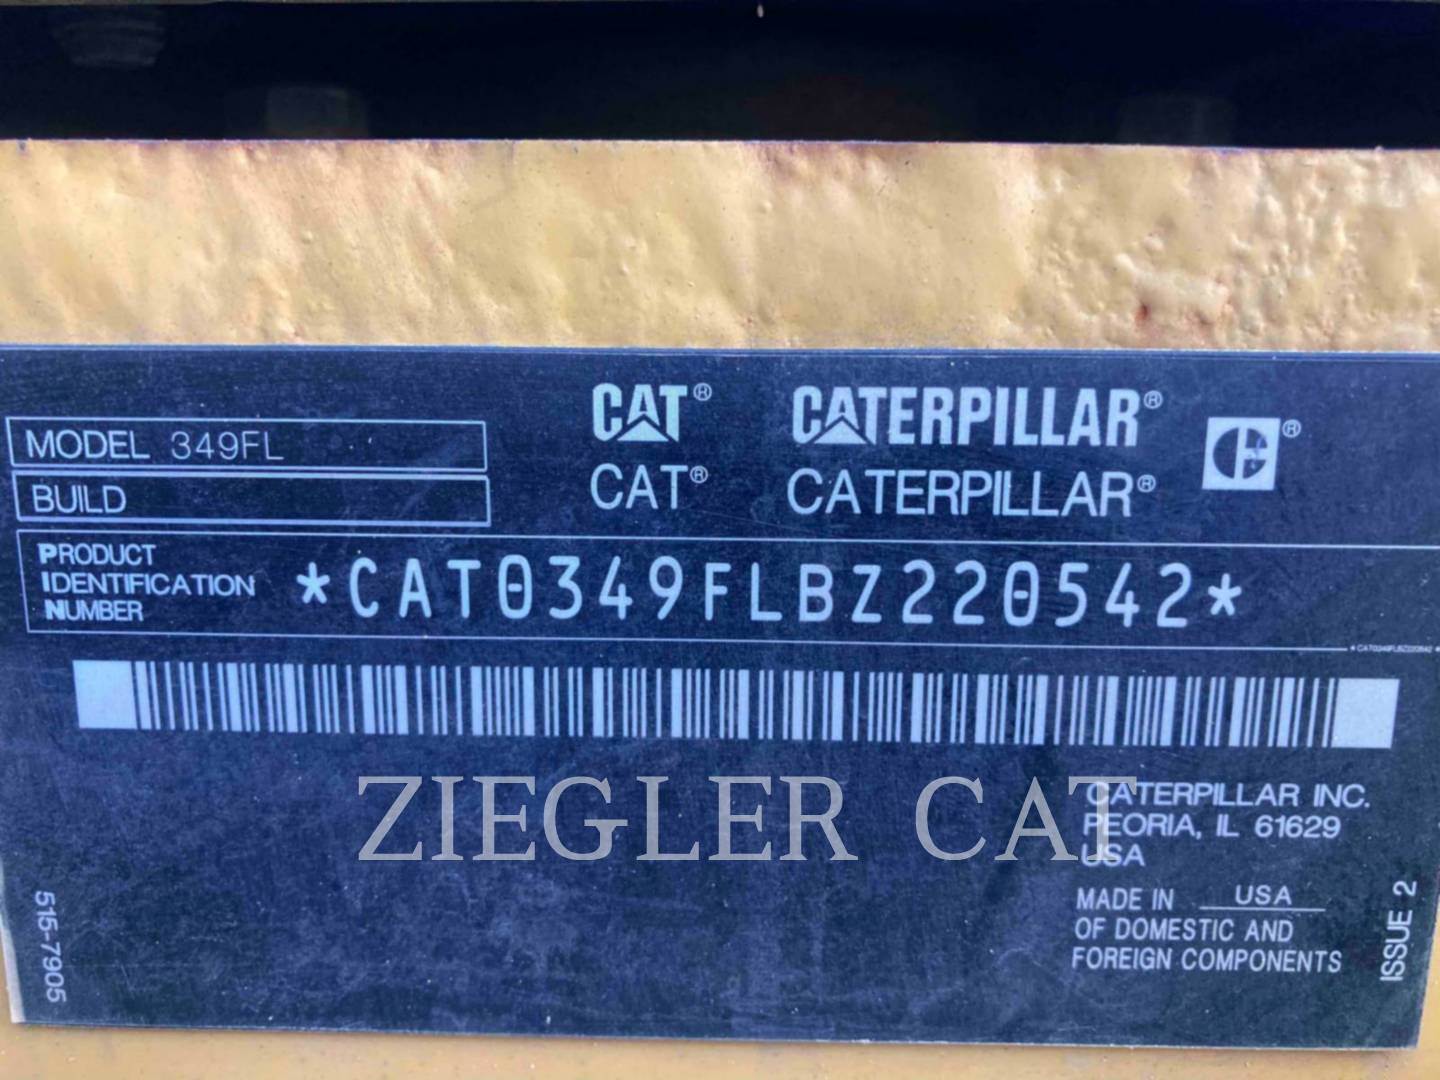 CAT® CATERPILLAR®
CAT® CATERPILLAR®
MODEL 349FL
BUILD
PRODUCT
IDENTIFICATION
NUMBER
*CAT0349FLBZ220542*
*CAT0349FLBZ220542*
ZIEGLER CAT
CATERPILLAR INC.
PEORIA, IL 61629
USA
MADE IN USA
OF DOMESTIC AND
FOREIGN COMPONENTS
515-7905
ISSUE 2